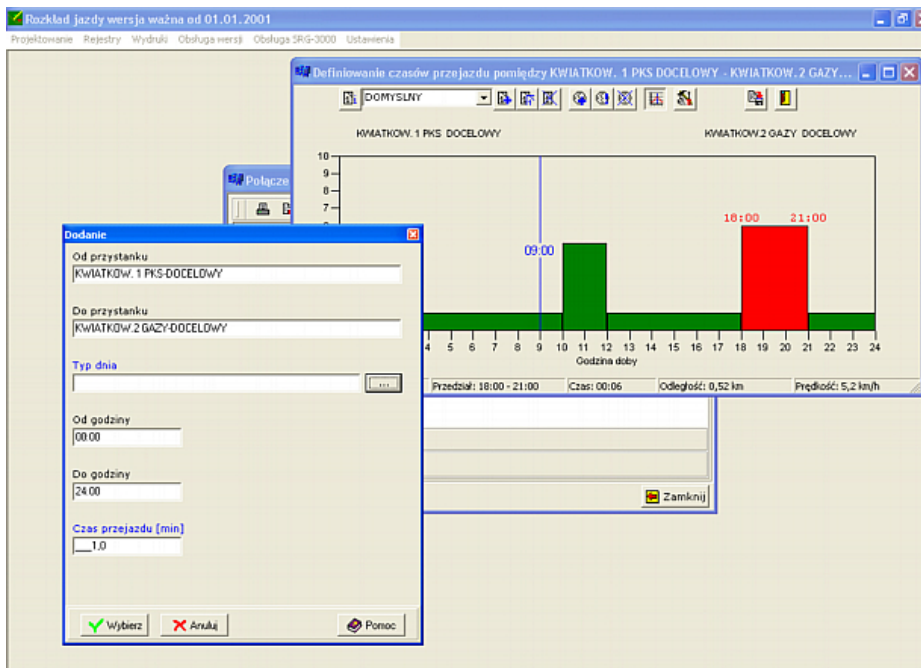 Rozkład jazdy wersja ważna od 01.01.2001
Projektowanie Rejestry Wydruki Obsługa wersji Obsługa SRG-3000 Ustawienia
Definiowanie czasów przejazdu pomiędzy KWIATKOW. 1 PKS DOCELOWY - KWIATKOW.2 GAZY...
DOMYSLNY
KWIATKOW. 1 PKS DOCELOWY KWIATKOW.2 GAZY DOCELOWY
10
9
8
7
18:00 21:00
09:00
4 5 6 7 8 9 10 11 12 13 14 15 16 17 18 19 20 21 22 23 24
Godzina doby
Przedział: 18:00 - 21:00 Czas: 00:06 Odległość: 0,52 km Prędkość: 5,2 km/h
Połącze
Zamknij
Dodanie
Od przystanku
KWIATKOW. 1 PKS-DOCELOWY
Do przystanku
KWIATKOW.2 GAZY-DOCELOWY
Typ dnia
...
Od godziny
00:00
Do godziny
24:00
Czas przejazdu [min]
___1,0
Wybierz Anuluj Pomoc